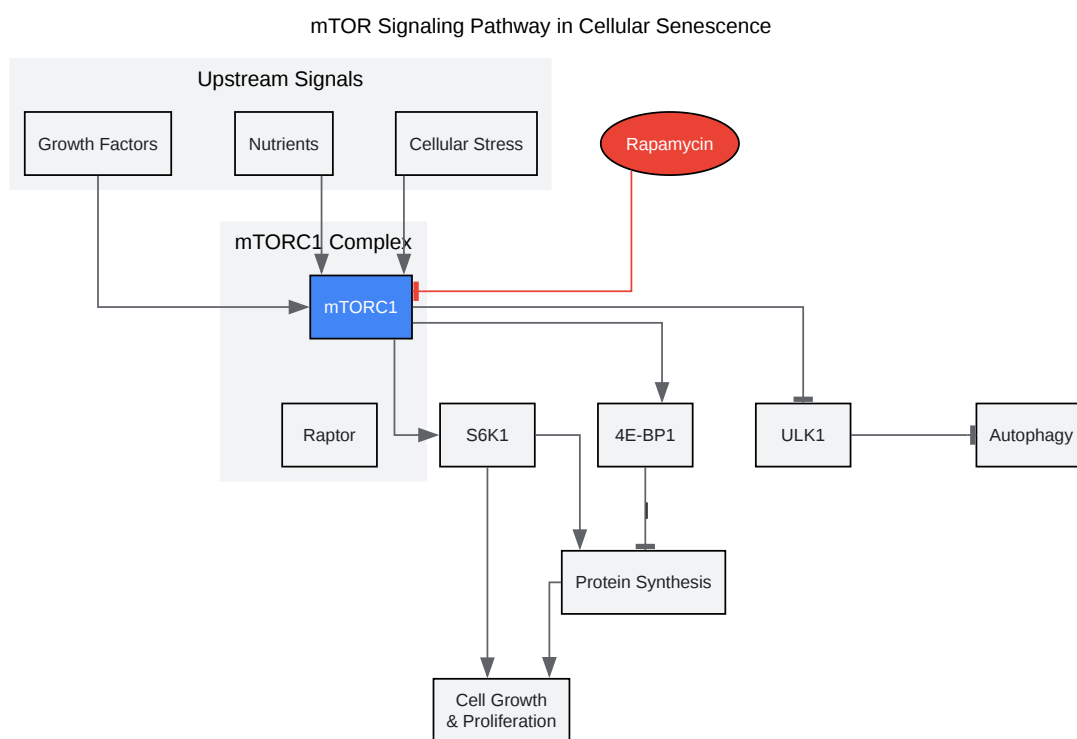 mTOR Signaling Pathway in Cellular Senescence
Upstream Signals
Growth Factors
Nutrients
Cellular Stress
Rapamycin
mTORC1 Complex
mTORC1
Raptor
S6K1
4E-BP1
ULK1
Autophagy
Protein Synthesis
Cell Growth
& Proliferation